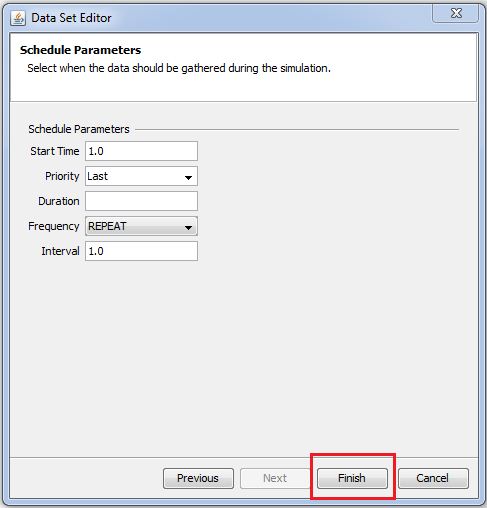 Data Set Editor
Schedule Parameters
Select when the data should be gathered during the simulation.
Schedule Parameters
Start Time 1.0
Priority Last
Duration
Frequency REPEAT
Interval 1.0
Previous Next Finish Cancel